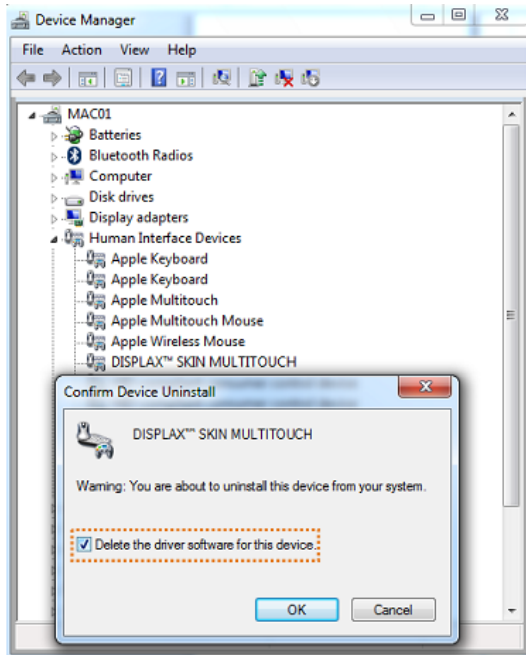 Device Manager
File Action View Help
MAC01
Batteries
Bluetooth Radios
Computer
Disk drives
Display adapters
Human Interface Devices
Apple Keyboard
Apple Keyboard
Apple Multitouch
Apple Multitouch Mouse
Apple Wireless Mouse
DISPLAX™ SKIN MULTITOUCH
Confirm Device Uninstall
DISPLAX™ SKIN MULTITOUCH
Warning: You are about to uninstall this device from your system.
Delete the driver software for this device.
OK Cancel